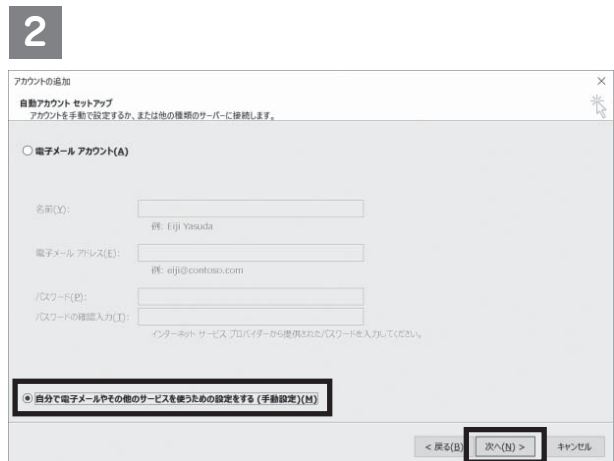 2
アカウントの追加
自動アカウント セットアップ
アカウントを手動で設定するか、または他の種類のサーバーに接続します。
電子メール アカウント(A)
名前(Y):
例: Eiji Yasuda
電子メール アドレス(E):
例: eiji@contoso.com
パスワード(P):
パスワードの確認入力(T):
インターネット サービス プロバイダーから提供されたパスワードを入力してください。
自分で電子メールやその他のサービスを使うための設定をする (手動設定)(M)
< 戻る(B) 次へ(N) > キャンセル